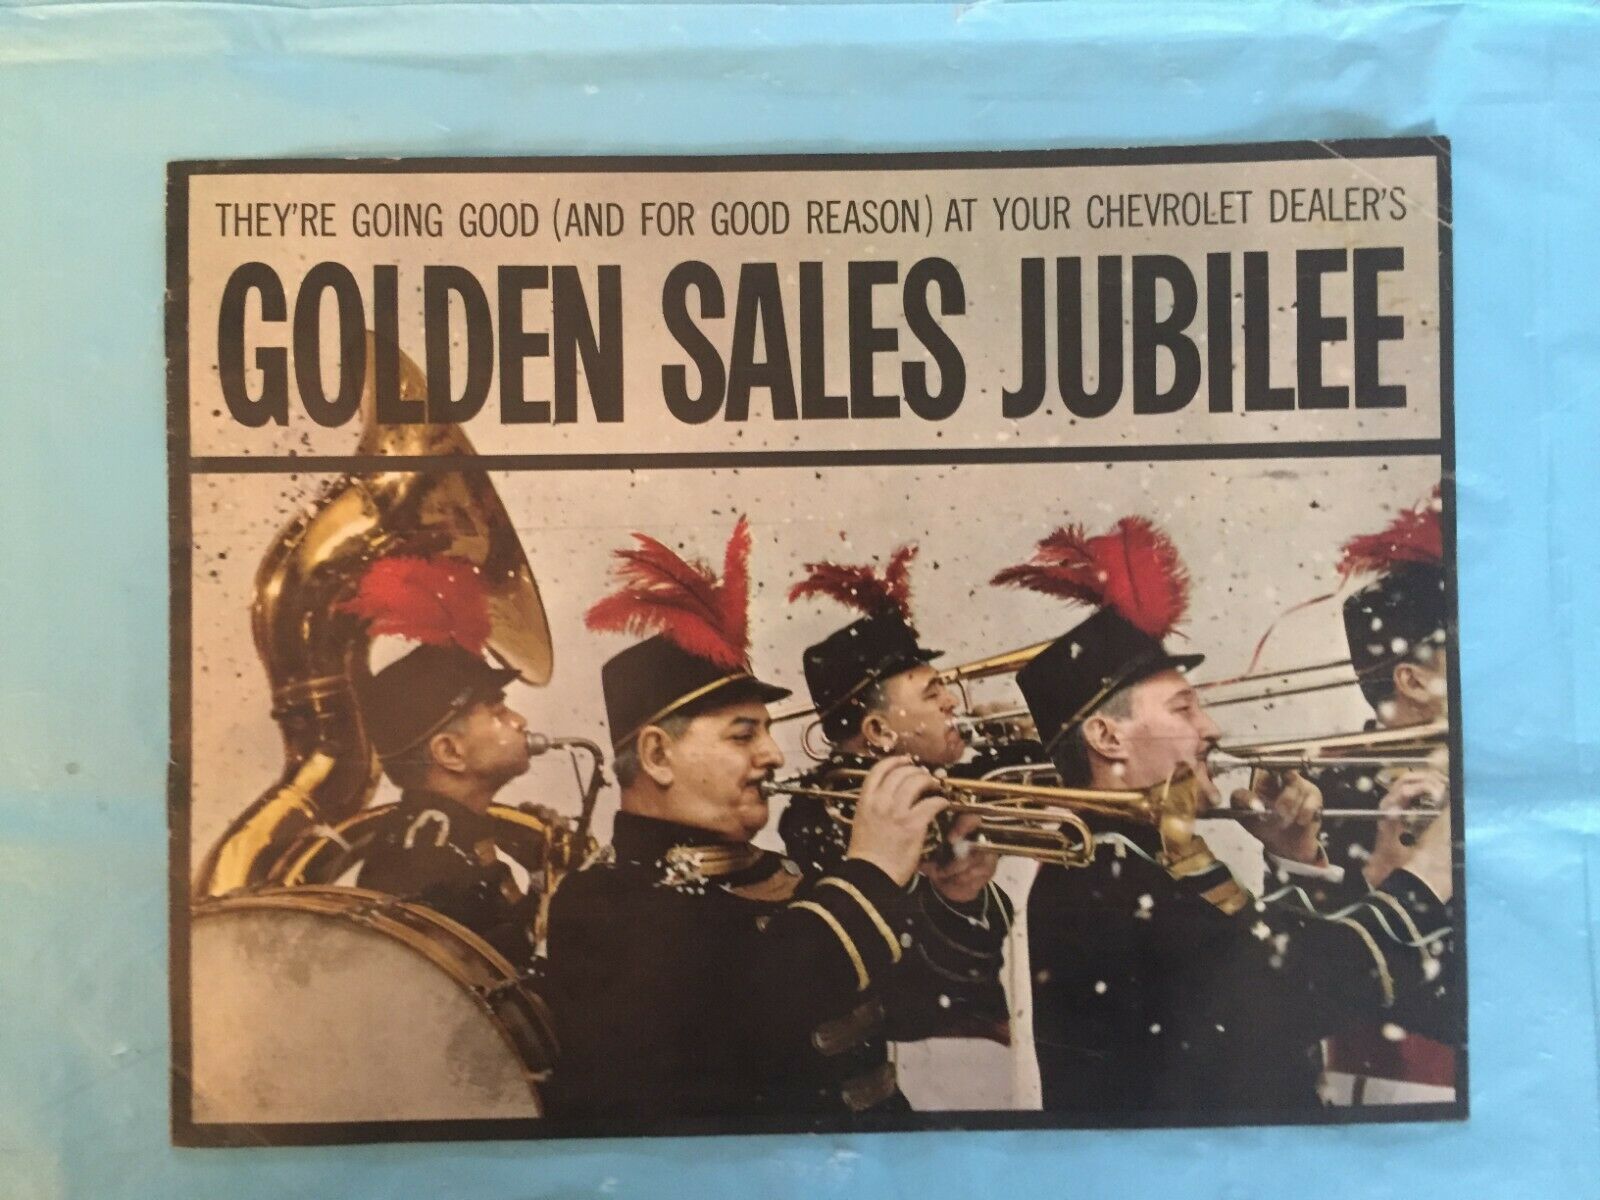 THEY'RE GOING GOOD (AND FOR GOOD REASON) AT YOUR CHEVROLET DEALER'S
GOLDEN SALES JUBILEE